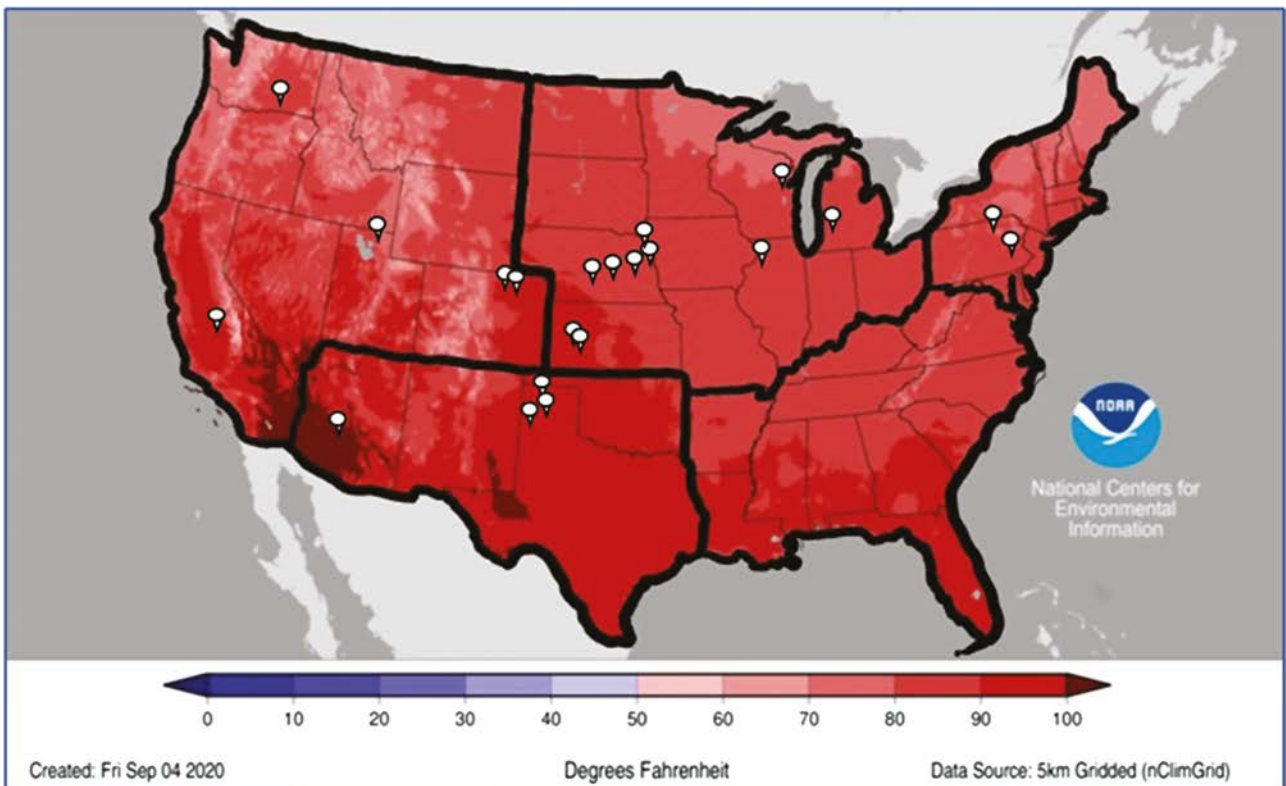 NOAA
National Centers for
Environmental
Information
0 10 20 30 40 50 60 70 80 90 100
Created: Fri Sep 04 2020
Degrees Fahrenheit
Data Source: 5km Gridded (nClimGrid)